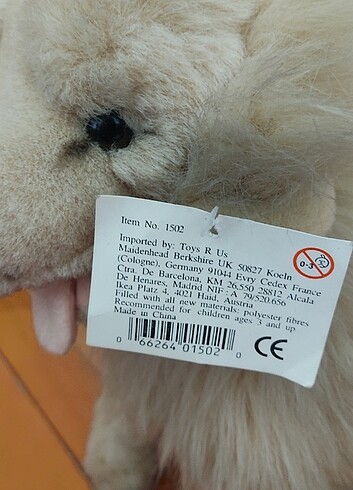 Item No. 1502
Imported by: Toys R Us
Maidenhead Berkshire UK 50827 Koeln
(Cologne), Germany 91044 Evry Cedex France
Ctra. De Barcelona, KM 26,550 28812 Alcala
De Henares, Madrid NIF: A 79/520.656
Ikea Platz 4, 4021 Haid, Austria
Filled with all new materials: polyester fibres
Recommended for children ages 3 and up
Made in China
0-3
0 66264 01502 0
CE